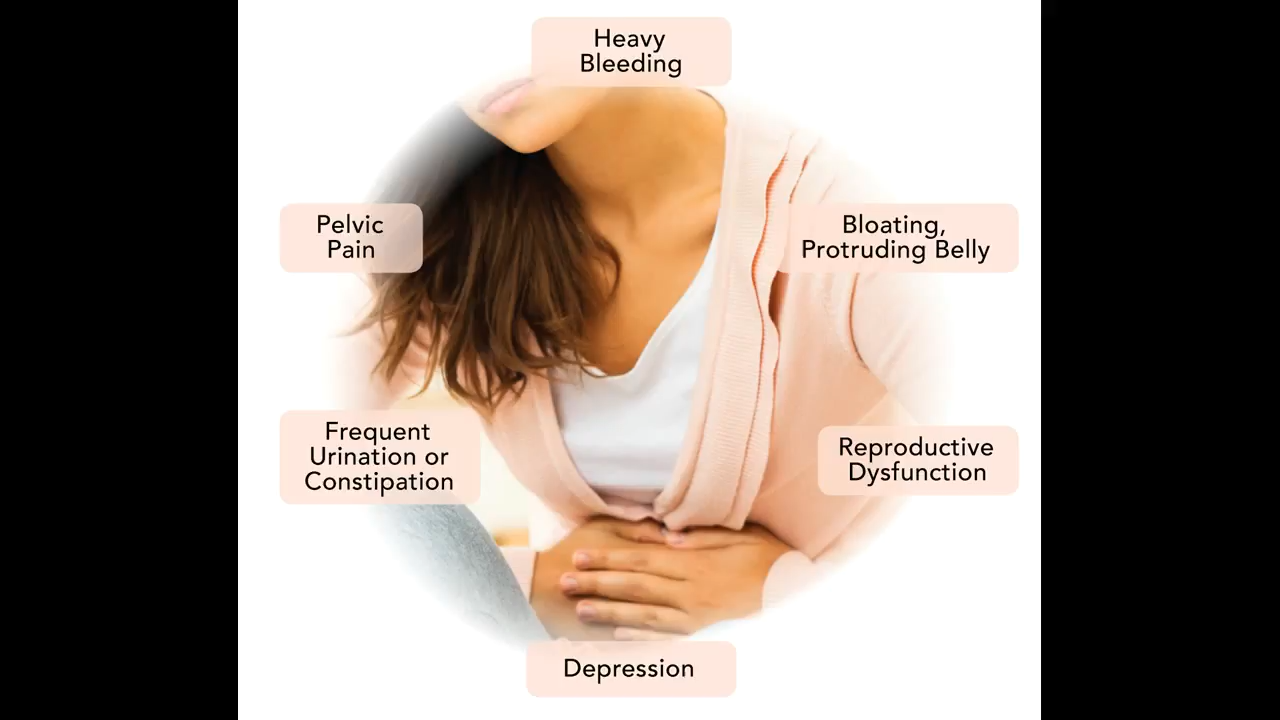 Heavy
Bleeding
Pelvic
Pain
Bloating,
Protruding Belly
Frequent
Urination or
Constipation
Reproductive
Dysfunction
Depression